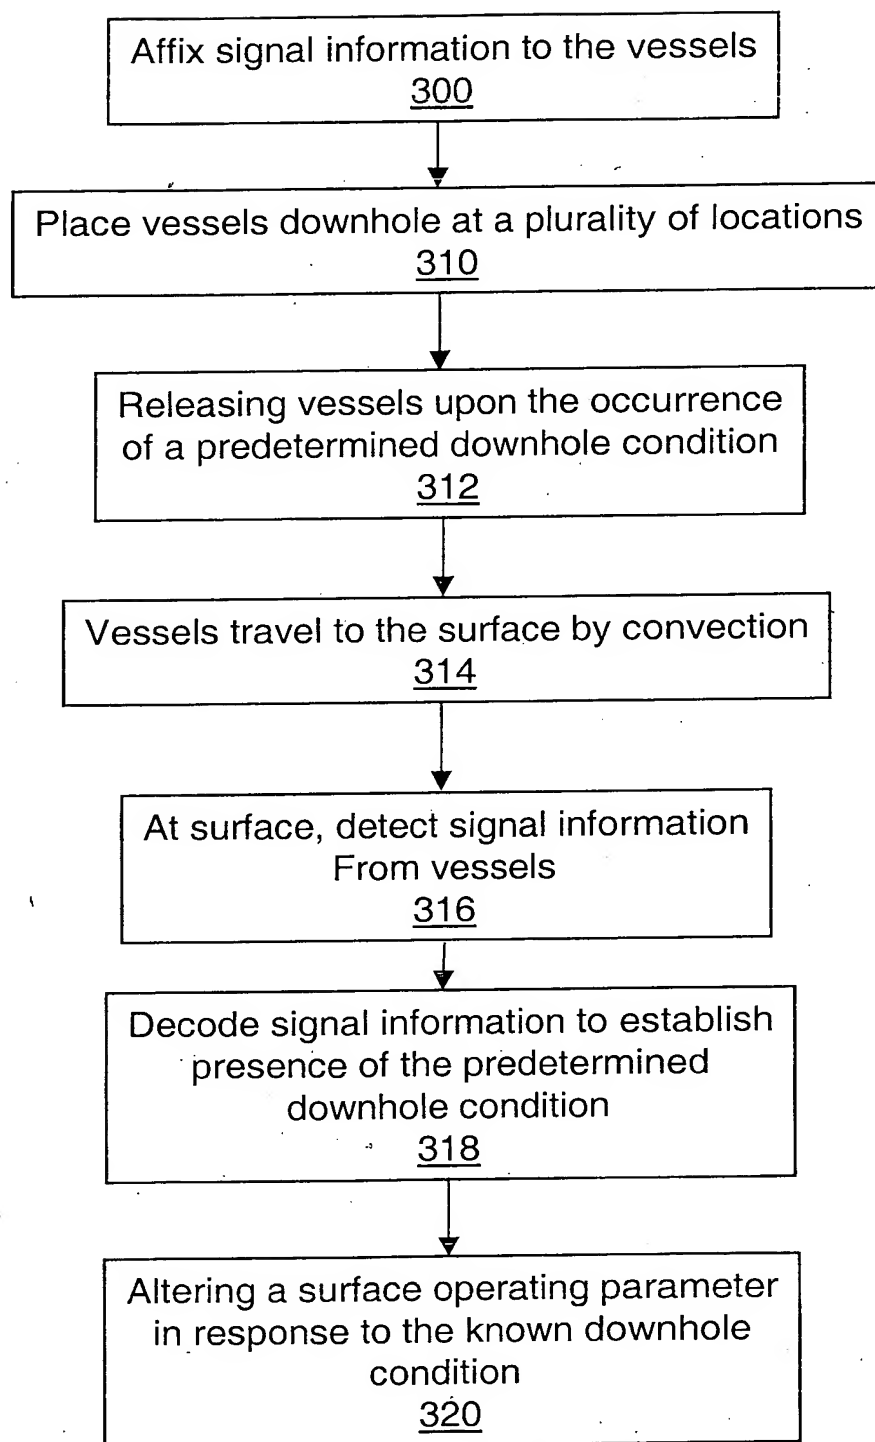 Affix signal information to the vessels
300
Place vessels downhole at a plurality of locations
310
Releasing vessels upon the occurrence
of a predetermined downhole condition
312
Vessels travel to the surface by convection
314
At surface, detect signal information
From vessels
316
Decode signal information to establish
presence of the predetermined
downhole condition
318
Altering a surface operating parameter
in response to the known downhole
condition
320